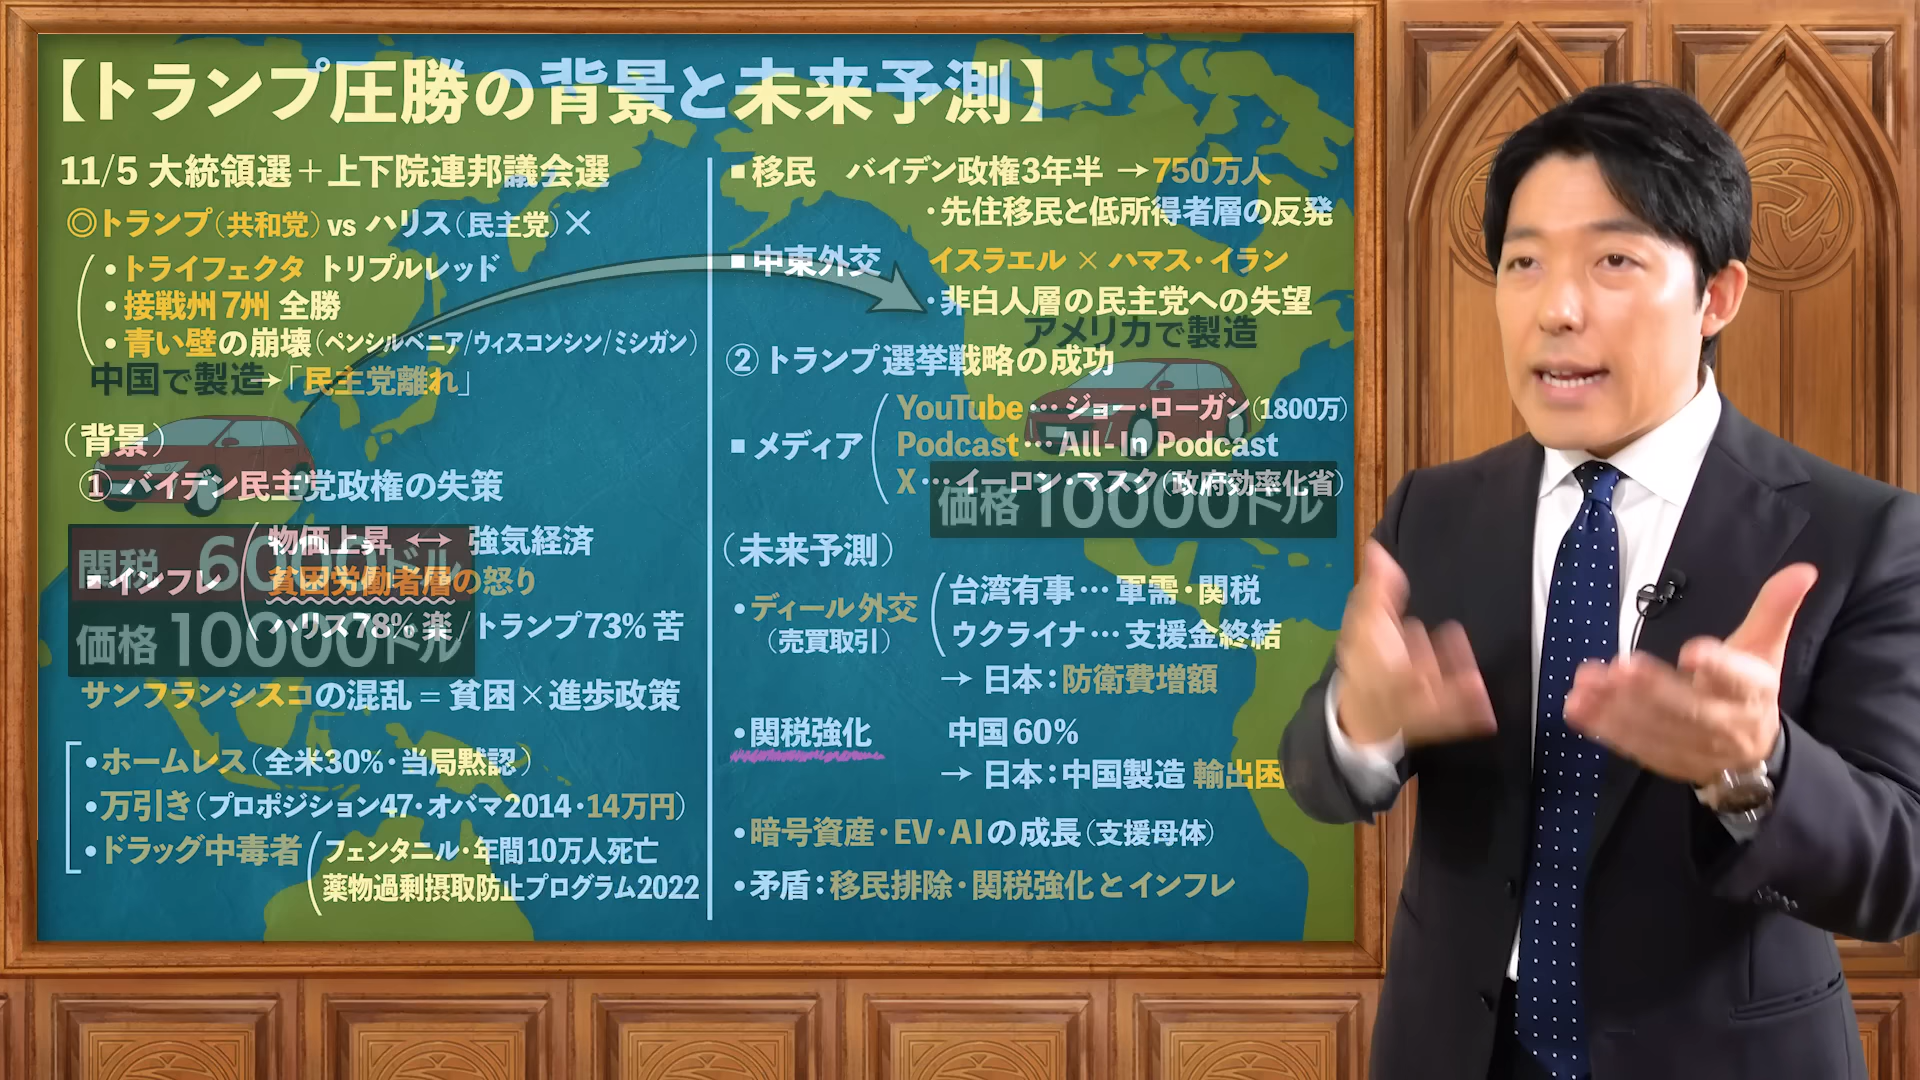 【トランプ圧勝の背景と未来予測】
11/5 大統領選＋上下院連邦議会選
◎トランプ（共和党）vs ハリス（民主党）×
・トライフェクタ トリプルレッド
・接戦州7州 全勝
・青い壁の崩壊（ペンシルベニア/ウィスコンシン/ミシガン）
→「民主党離れ」
中国で製造
（背景）
① バイデン民主党政権の失策
▪インフレ
物価上昇 ↔ 強気経済
貧困労働者層の怒り
ハリス78% 楽 / トランプ73% 苦
関税 6000ドル
価格 10000ドル
サンフランシスコの混乱＝貧困×進歩政策
・ホームレス（全米30%・当局黙認）
・万引き（プロポジション47・オバマ2014・14万円）
・ドラッグ中毒者
フェンタニル・年間10万人死亡
薬物過剰摂取防止プログラム2022
▪移民 バイデン政権3年半 →750万人
・先住移民と低所得者層の反発
▪中東外交 イスラエル × ハマス・イラン
・非白人層の民主党への失望
アメリカで製造
② トランプ選挙戦略の成功
▪メディア
YouTube…ジョー・ローガン（1800万）
Podcast…All-In Podcast
X…イーロン・マスク（政府効率化省）
価格 10000ドル
（未来予測）
・ディール外交
（売買取引）
台湾有事…軍需・関税
ウクライナ…支援金終結
→ 日本：防衛費増額
・関税強化 中国60%
→ 日本：中国製造 輸出困
・暗号資産・EV・AIの成長（支援母体）
・矛盾：移民排除・関税強化とインフレ